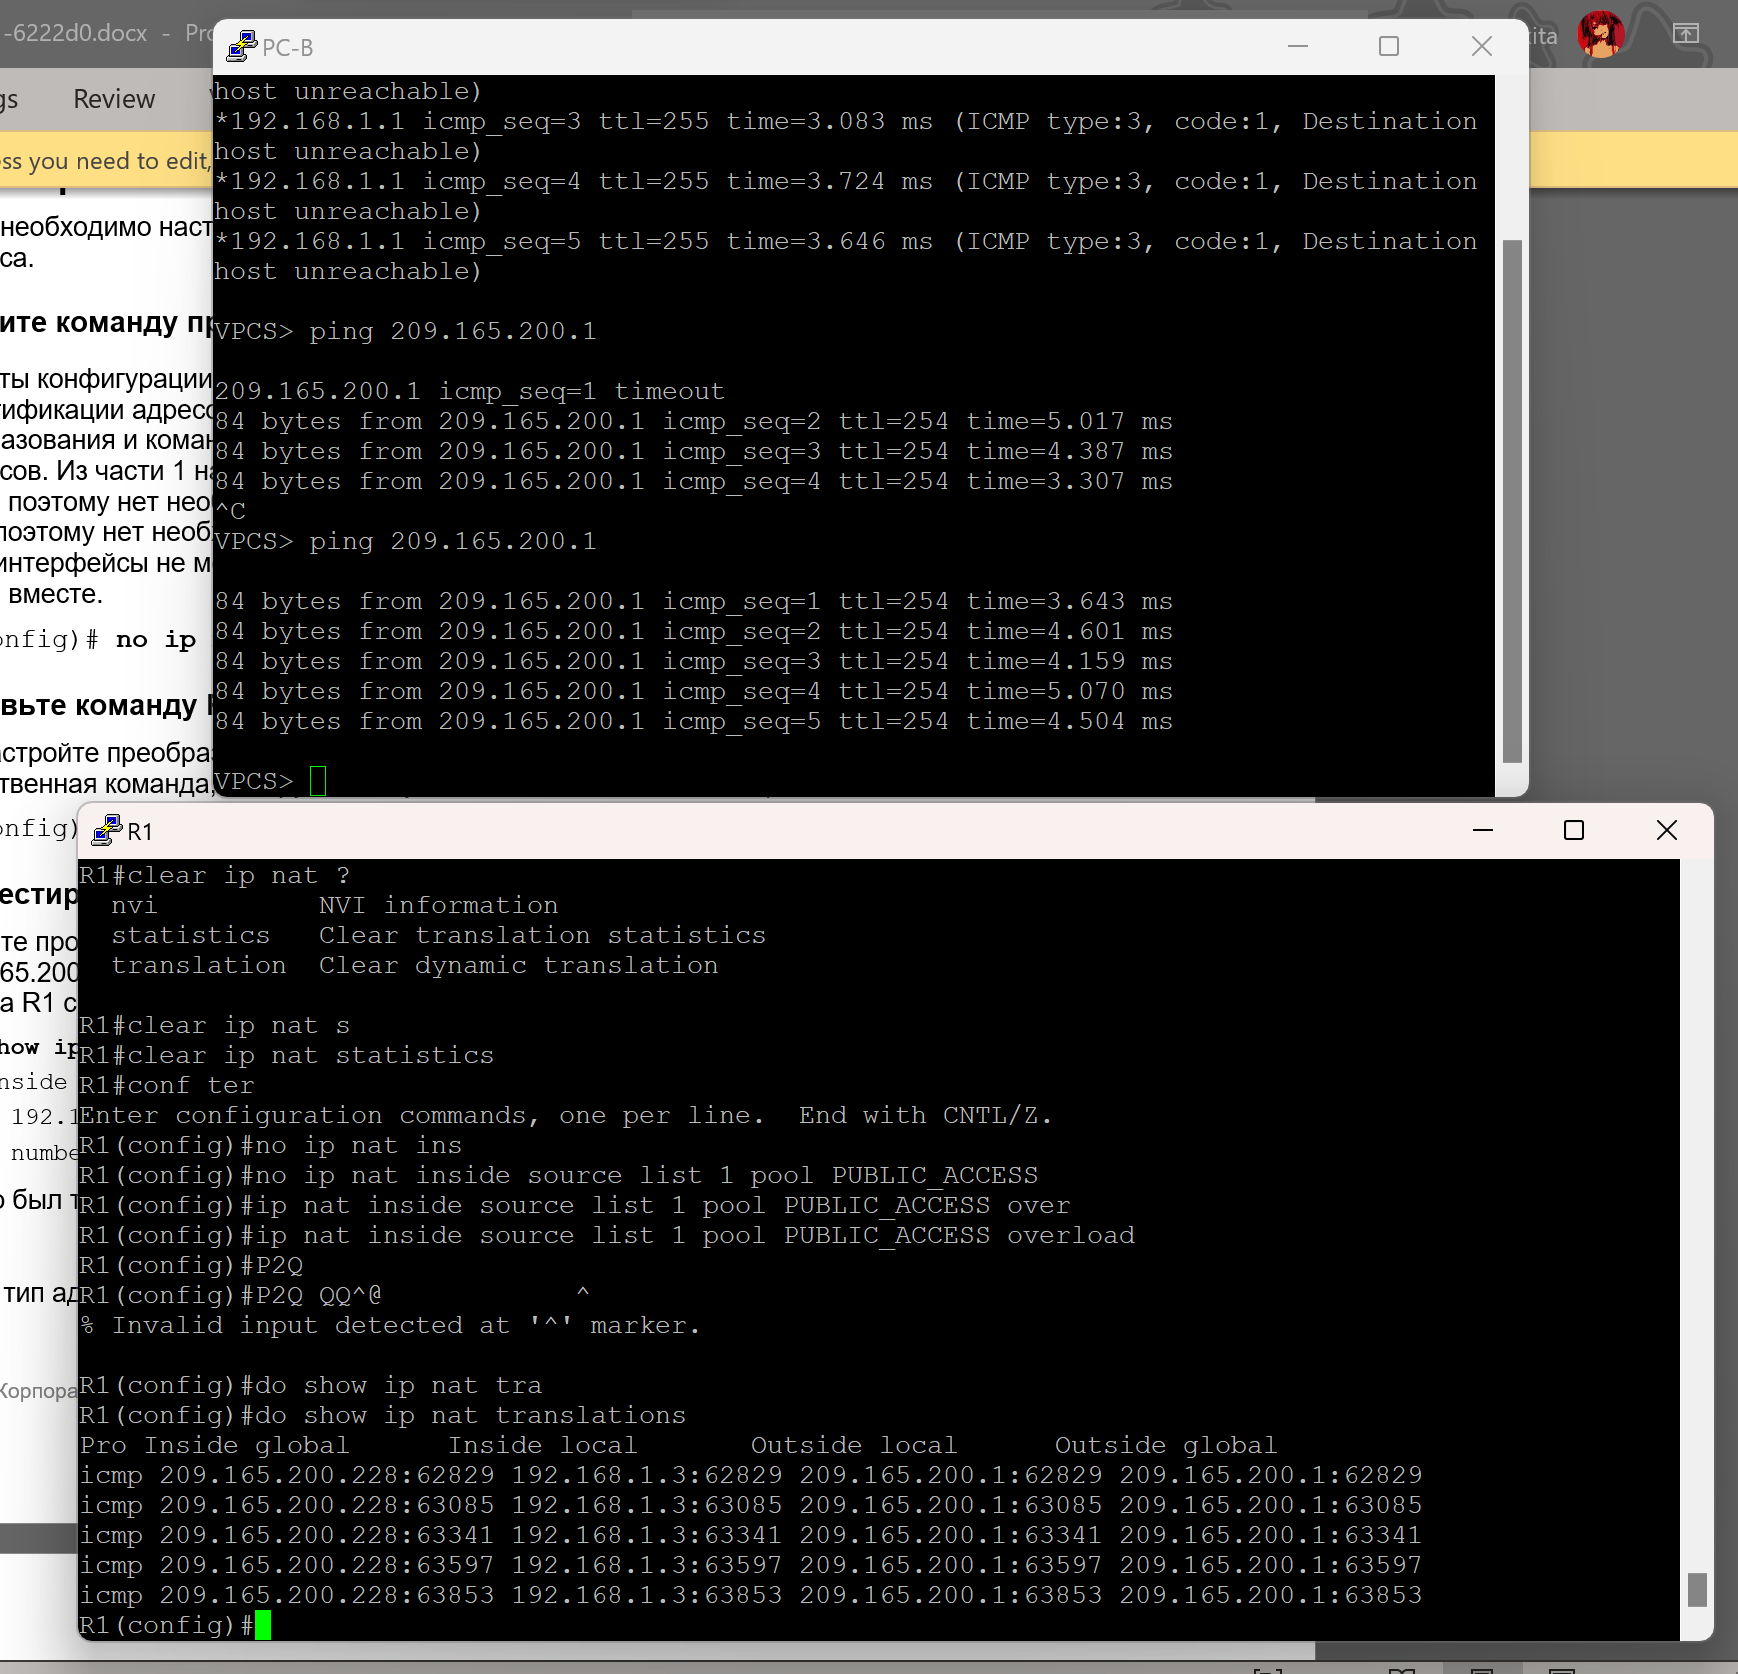 -6222d0.docx - Pro
PC-B
ita
gs Review
ess you need to edit,
host unreachable)
*192.168.1.1 icmp_seq=3 ttl=255 time=3.083 ms (ICMP type:3, code:1, Destination
host unreachable)
*192.168.1.1 icmp_seq=4 ttl=255 time=3.724 ms (ICMP type:3, code:1, Destination
host unreachable)
*192.168.1.1 icmp_seq=5 ttl=255 time=3.646 ms (ICMP type:3, code:1, Destination
host unreachable)
VPCS> ping 209.165.200.1
209.165.200.1 icmp_seq=1 timeout
84 bytes from 209.165.200.1 icmp_seq=2 ttl=254 time=5.017 ms
84 bytes from 209.165.200.1 icmp_seq=3 ttl=254 time=4.387 ms
84 bytes from 209.165.200.1 icmp_seq=4 ttl=254 time=3.307 ms
^C
VPCS> ping 209.165.200.1
84 bytes from 209.165.200.1 icmp_seq=1 ttl=254 time=3.643 ms
84 bytes from 209.165.200.1 icmp_seq=2 ttl=254 time=4.601 ms
84 bytes from 209.165.200.1 icmp_seq=3 ttl=254 time=4.159 ms
84 bytes from 209.165.200.1 icmp_seq=4 ttl=254 time=5.070 ms
84 bytes from 209.165.200.1 icmp_seq=5 ttl=254 time=4.504 ms
VPCS>
необходимо наст
са.
ите команду пр
ты конфигурации
тификации адресо
азования и коман
сов. Из части 1 на
поэтому нет нео
поэтому нет необ
интерфейсы не м
вместе.
onfig)# no ip
вьте команду
астройте преобра
твенная команда,
onfig)
естир
те про
65.200
а R1 с
how ip
nside
192.1
numbe
о был т
тип ад
Корпора
R1
R1#clear ip nat ?
nvi NVI information
statistics Clear translation statistics
translation Clear dynamic translation
R1#clear ip nat s
R1#clear ip nat statistics
R1#conf ter
Enter configuration commands, one per line. End with CNTL/Z.
R1(config)#no ip nat ins
R1(config)#no ip nat inside source list 1 pool PUBLIC_ACCESS
R1(config)#ip nat inside source list 1 pool PUBLIC_ACCESS over
R1(config)#ip nat inside source list 1 pool PUBLIC_ACCESS overload
R1(config)#P2Q
R1(config)#P2Q QQ^@ ^
% Invalid input detected at '^' marker.
R1(config)#do show ip nat tra
R1(config)#do show ip nat translations
Pro Inside global Inside local Outside local Outside global
icmp 209.165.200.228:62829 192.168.1.3:62829 209.165.200.1:62829 209.165.200.1:62829
icmp 209.165.200.228:63085 192.168.1.3:63085 209.165.200.1:63085 209.165.200.1:63085
icmp 209.165.200.228:63341 192.168.1.3:63341 209.165.200.1:63341 209.165.200.1:63341
icmp 209.165.200.228:63597 192.168.1.3:63597 209.165.200.1:63597 209.165.200.1:63597
icmp 209.165.200.228:63853 192.168.1.3:63853 209.165.200.1:63853 209.165.200.1:63853
R1(config)#